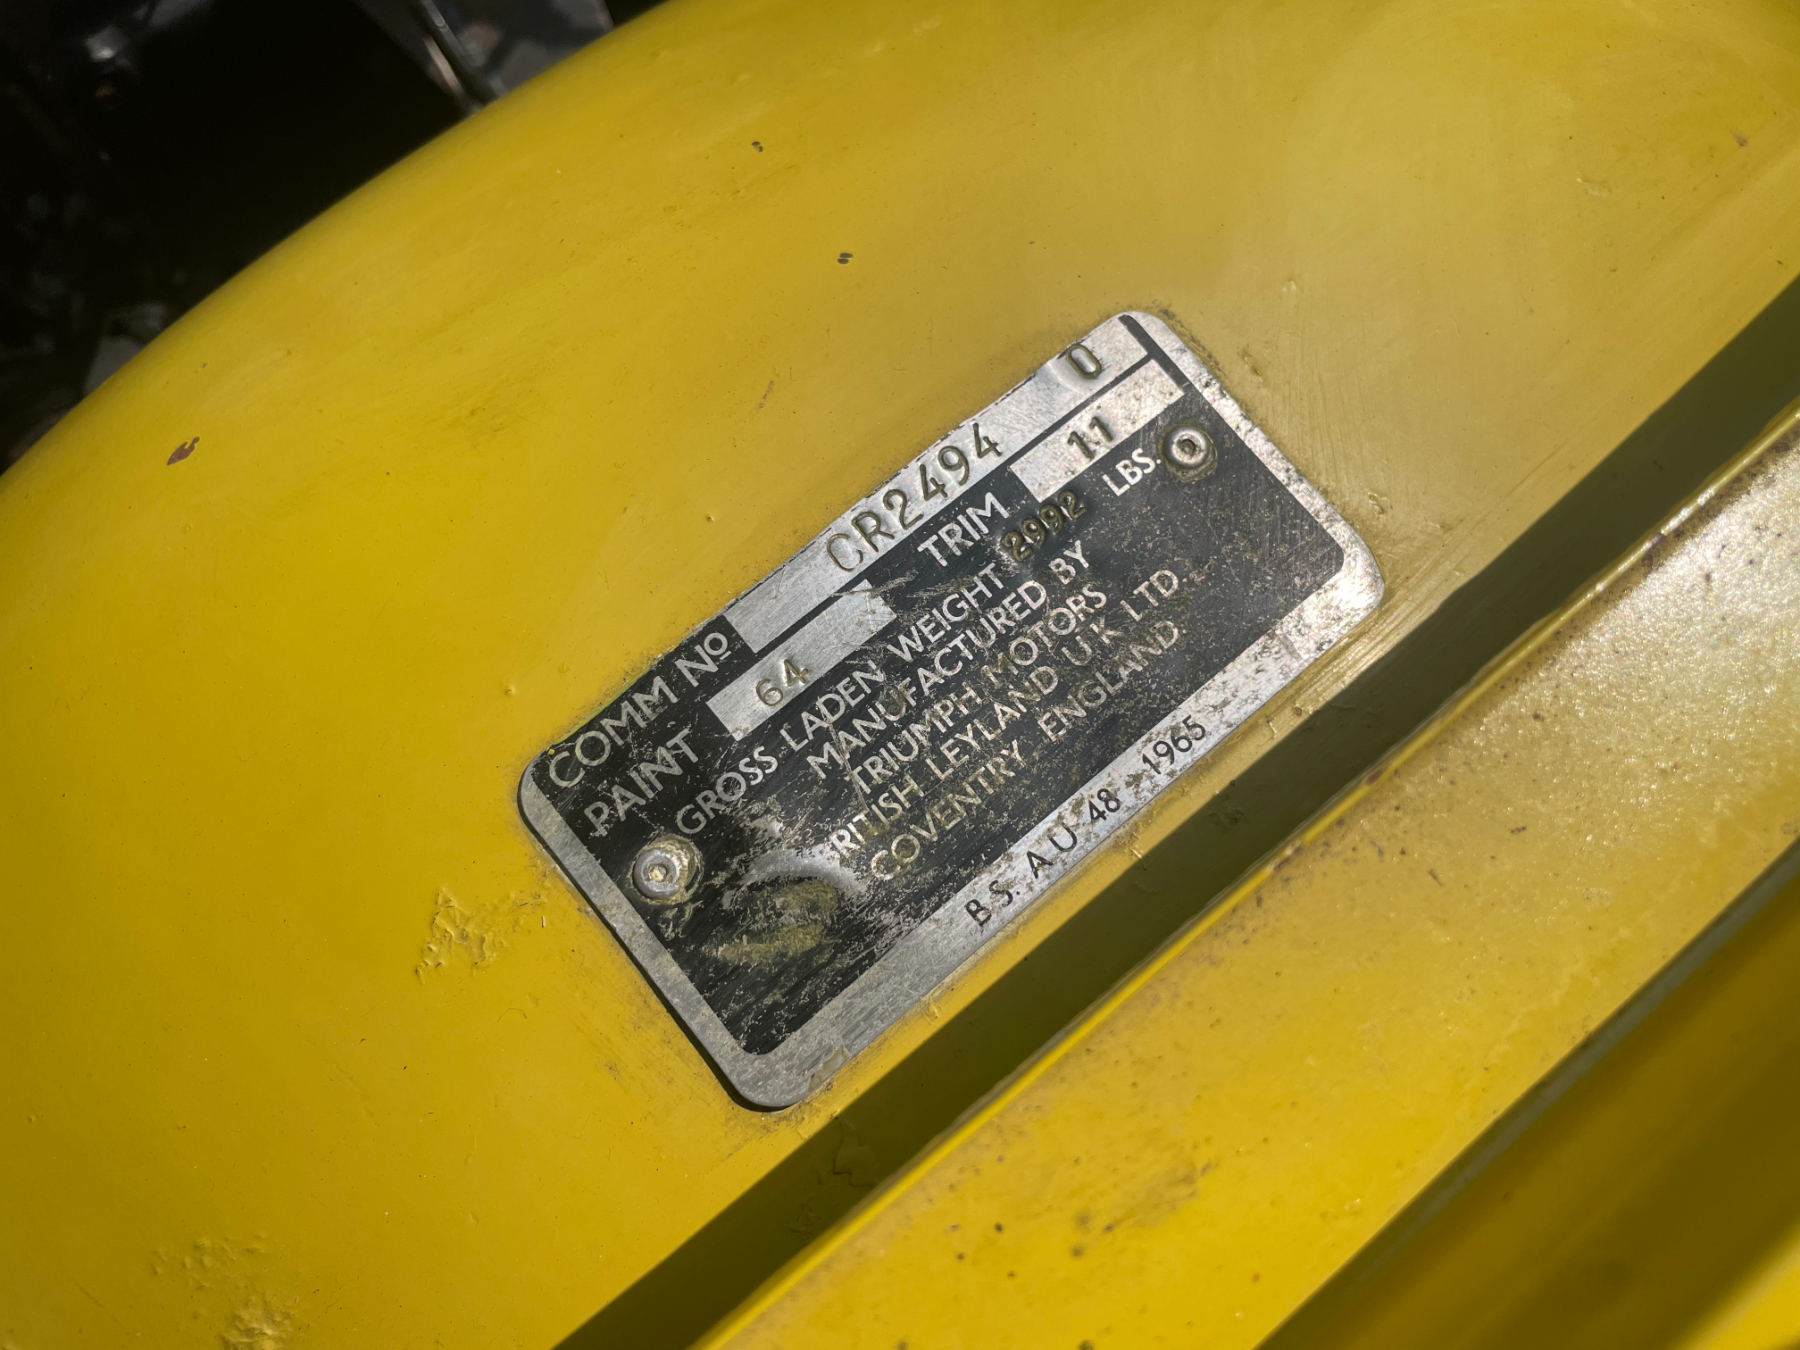 COMM Nº CR2494 O
PAINT 64 TRIM 11
GROSS LADEN WEIGHT 2992 LBS.
MANUFACTURED BY
TRIUMPH MOTORS
BRITISH LEYLAND U K LTD
COVENTRY ENGLAND
B.S. A U 48 1965